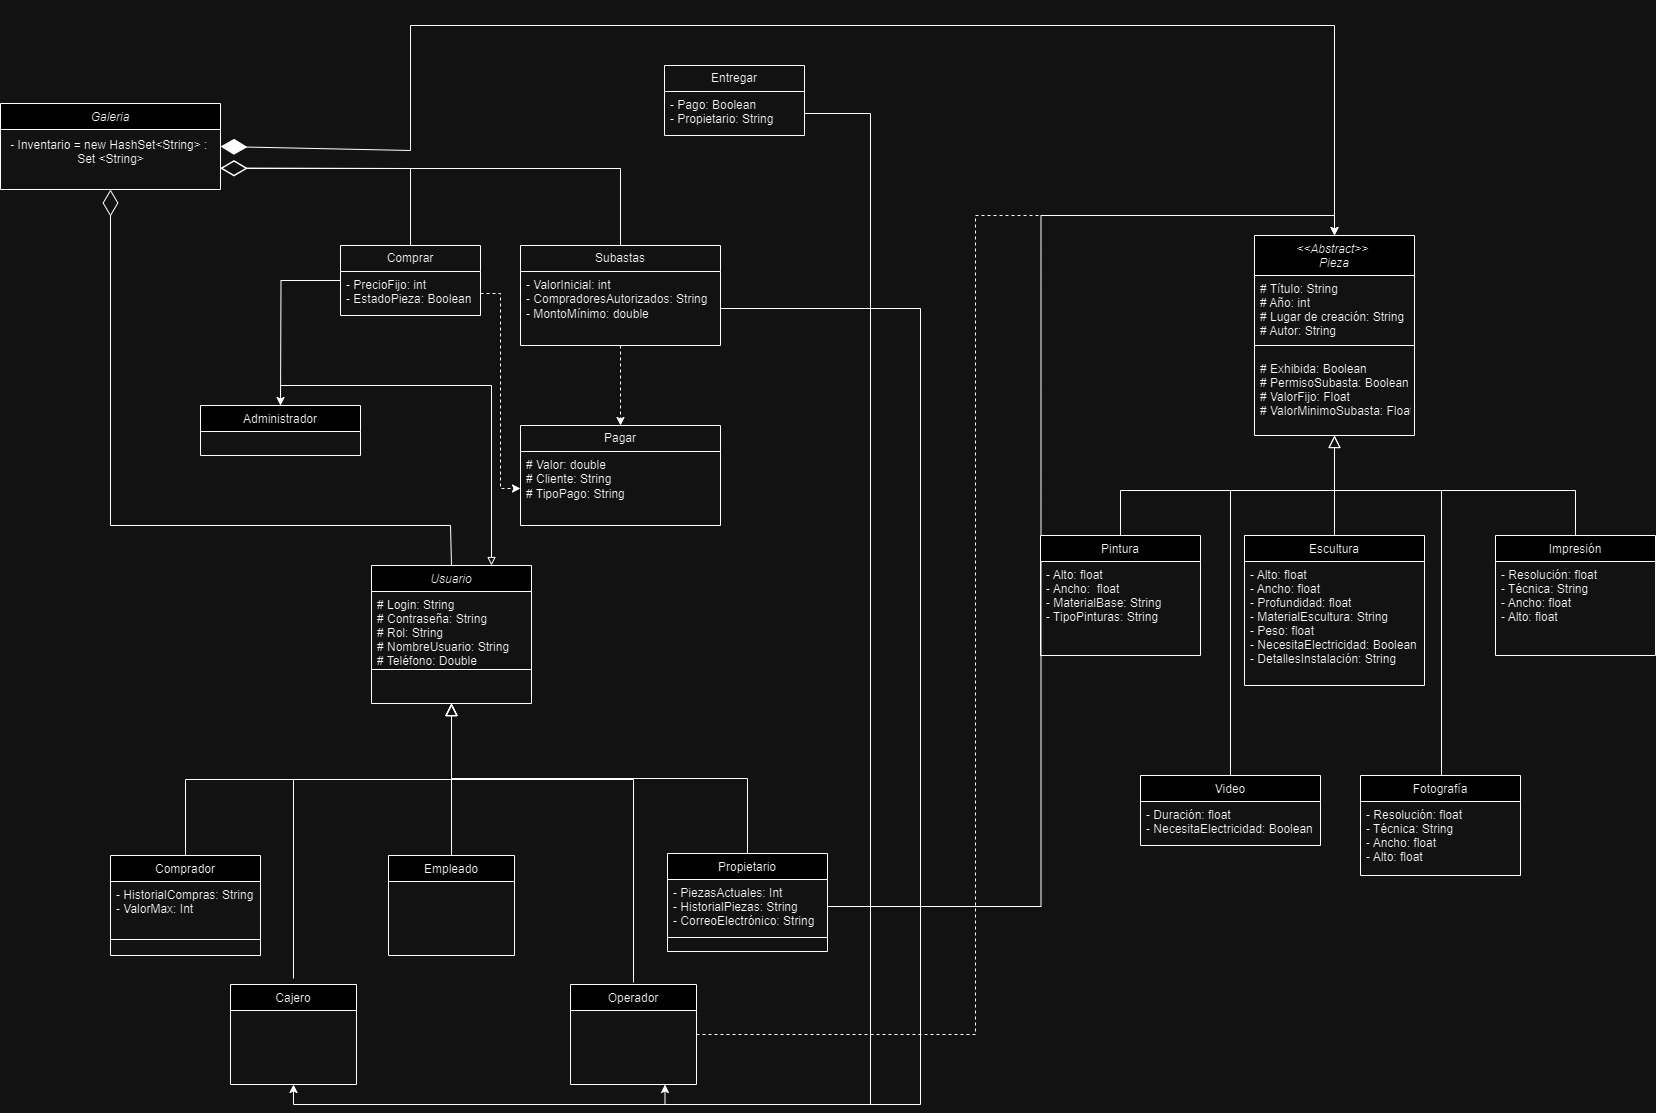 Entregar
- Pago: Boolean
- Propietario: String
Galeria
- Inventario = new HashSet<String> :
Set <String>
Comprar
- PrecioFijo: int
- EstadoPieza: Boolean
Subastas
- ValorInicial: int
- CompradoresAutorizados: String
- MontoMínimo: double
<<Abstract>>
Pieza
# Título: String
# Año: int
# Lugar de creación: String
# Autor: String
# Exhibida: Boolean
# PermisoSubasta: Boolean
# ValorFijo: Float
# ValorMinimoSubasta: Floa
Administrador
Pagar
# Valor: double
# Cliente: String
# TipoPago: String
Pintura
- Alto: float
- Ancho:  float
- MaterialBase: String
- TipoPinturas: String
Escultura
- Alto: float
- Ancho: float
- Profundidad: float
- MaterialEscultura: String
- Peso: float
- NecesitaElectricidad: Boolean
- DetallesInstalación: String
Impresión
- Resolución: float
- Técnica: String
- Ancho: float
- Alto: float
Usuario
# Login: String
# Contraseña: String
# Rol: String
# NombreUsuario: String
# Teléfono: Double
Video
- Duración: float
- NecesitaElectricidad: Boolean
Fotografía
- Resolución: float
- Técnica: String
- Ancho: float
- Alto: float
Comprador
- HistorialCompras: String
- ValorMax: Int
Empleado
Propietario
- PiezasActuales: Int
- HistorialPiezas: String
- CorreoElectrónico: String
Cajero
Operador